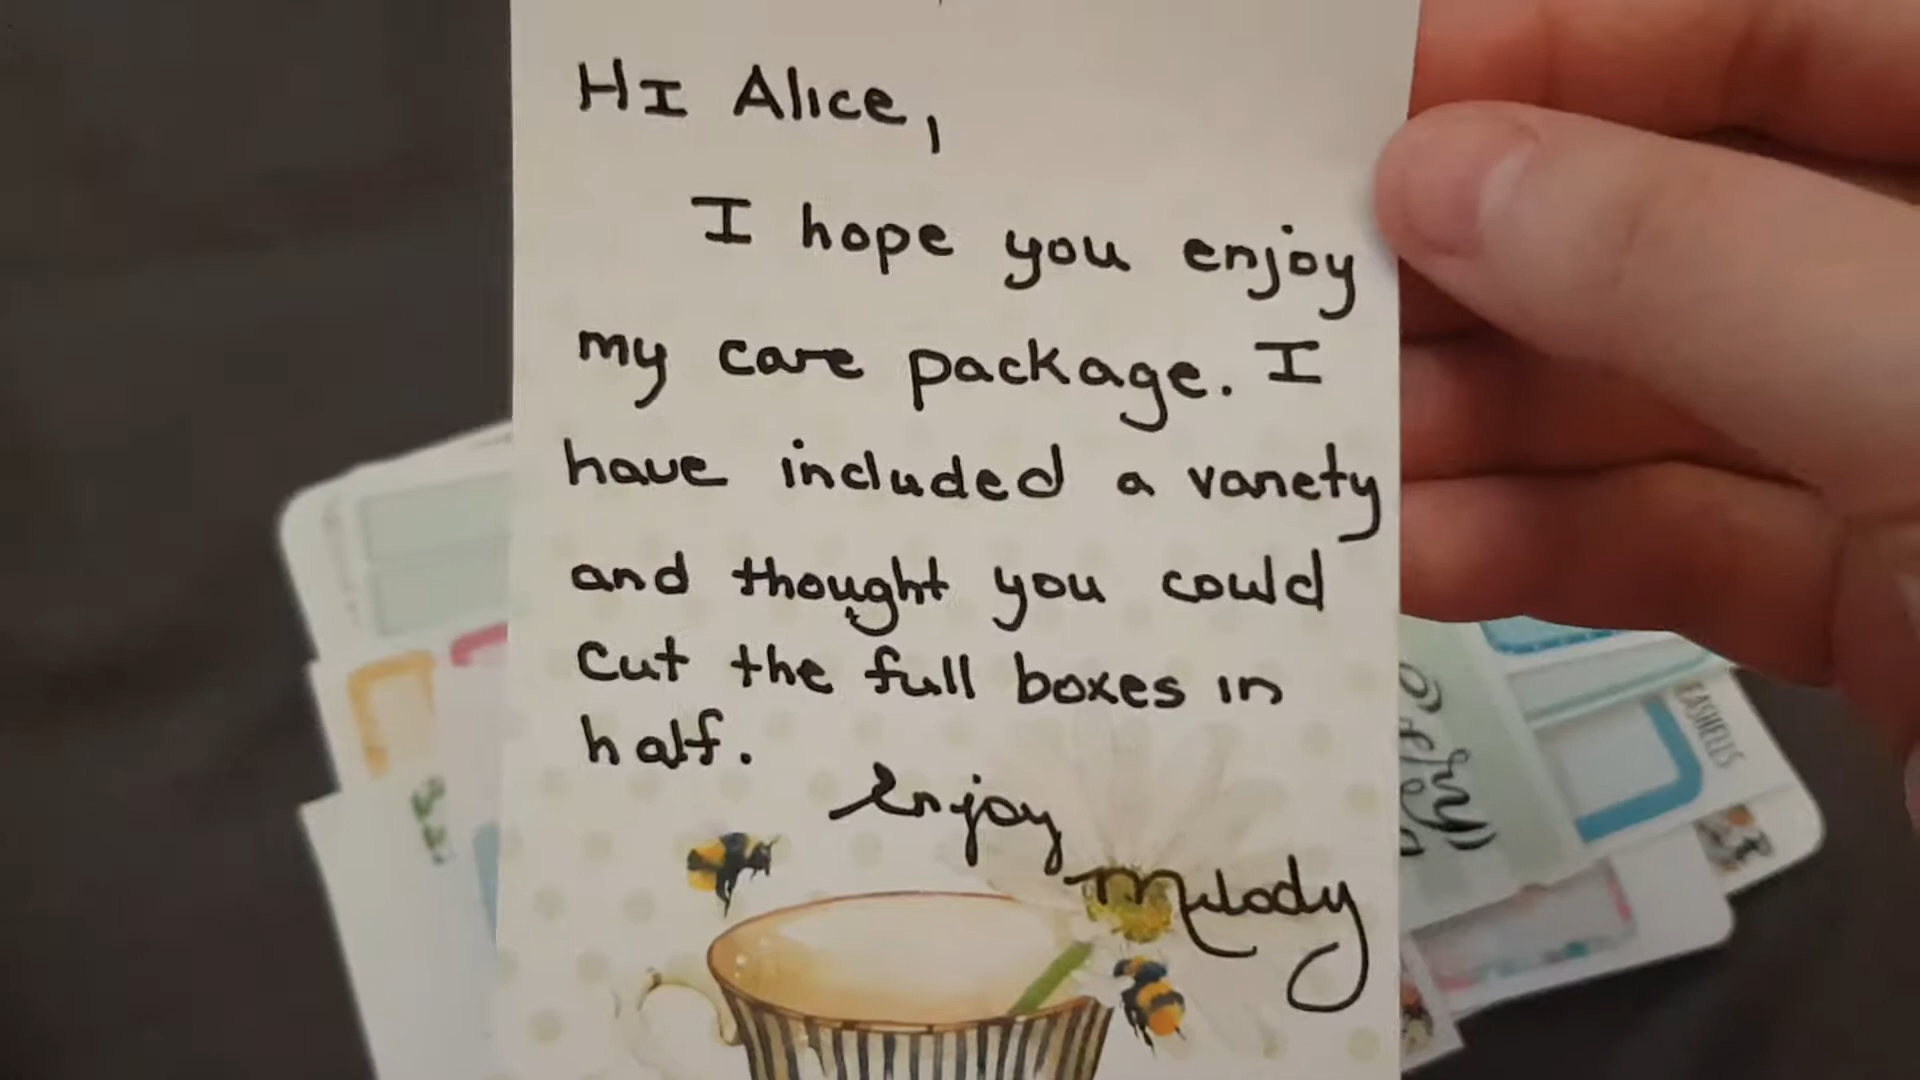 HI Alice,
I hope you enjoy
my care package. I
have included a variety
and thought you could
cut the full boxes in
half.
Enjoy
Melody